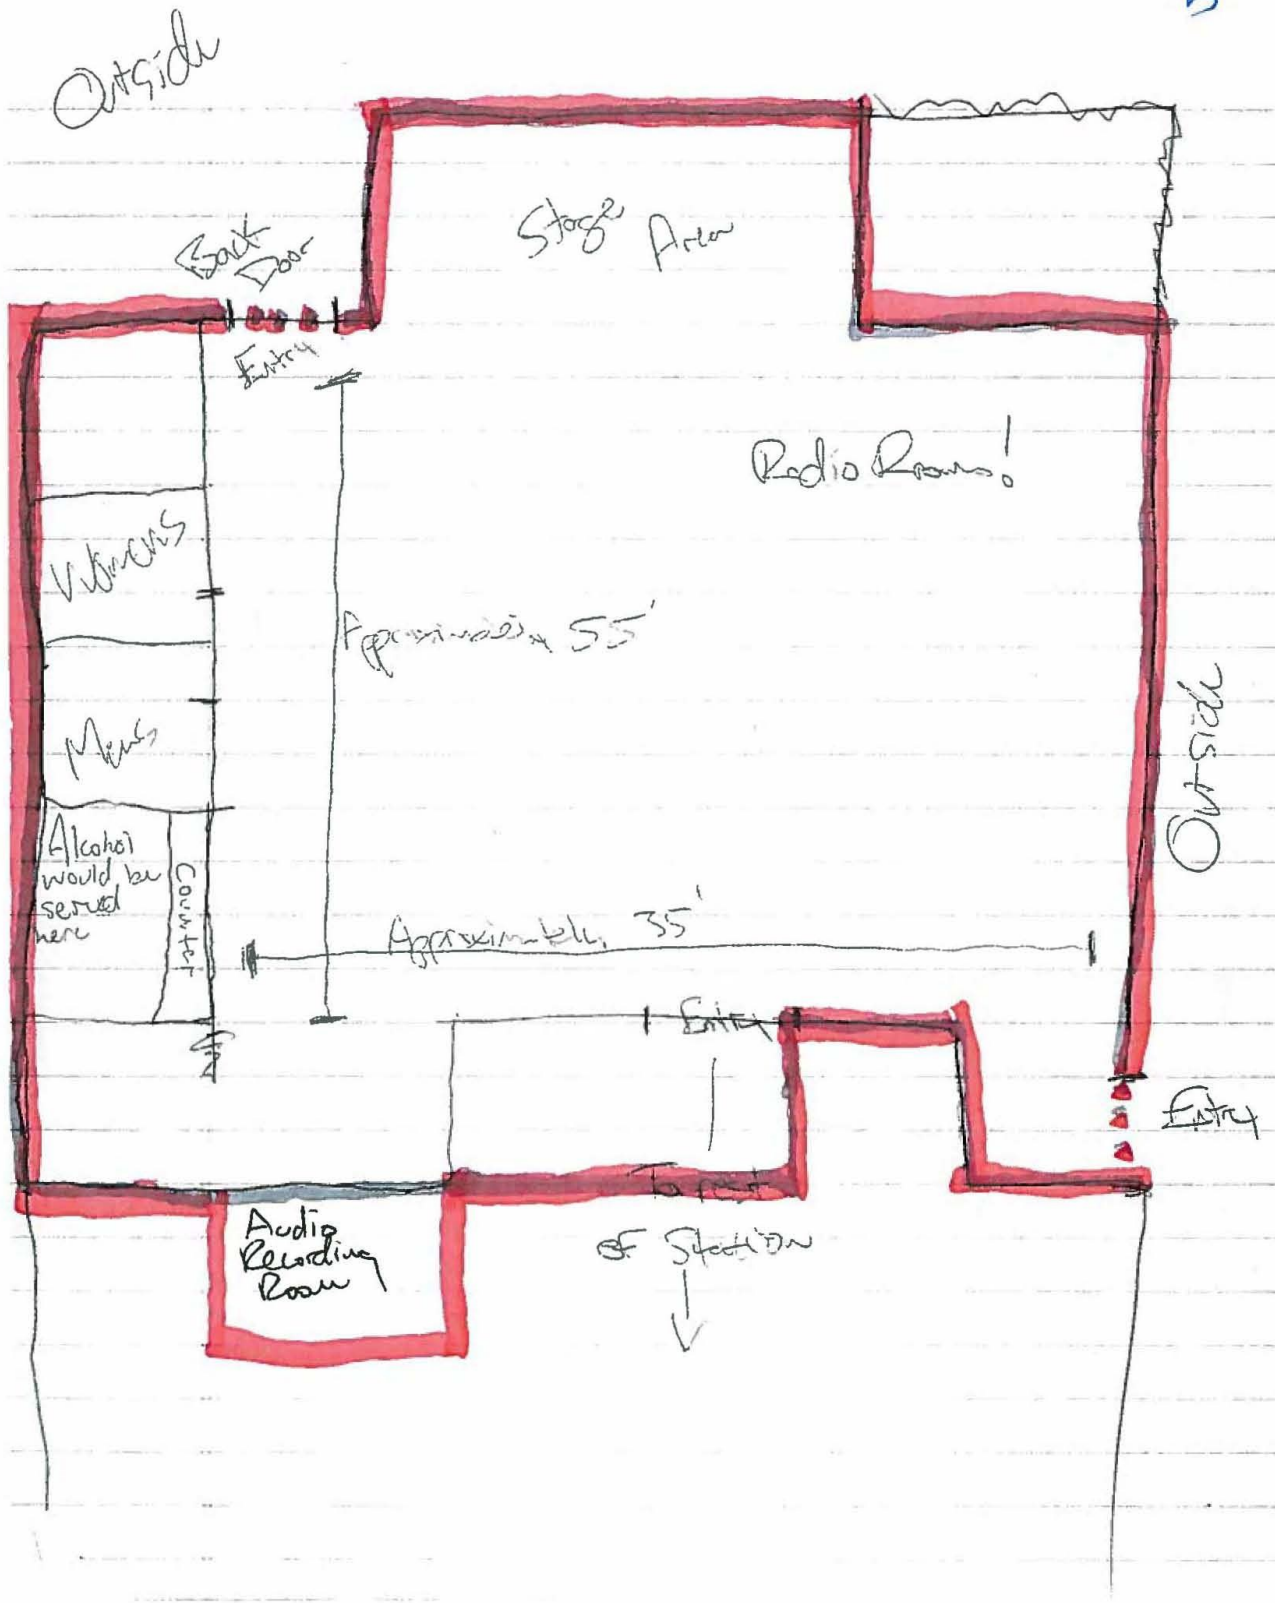 Outside
Back
Door
Entry
Stage
Area
Radio Room!
Womens
Approximately 55'
Mens
Outside
Alcohol
would be
served
here
Counter
Approximately 35'
Entry
Entry
To rest
of Station
Audio
Recording
Room